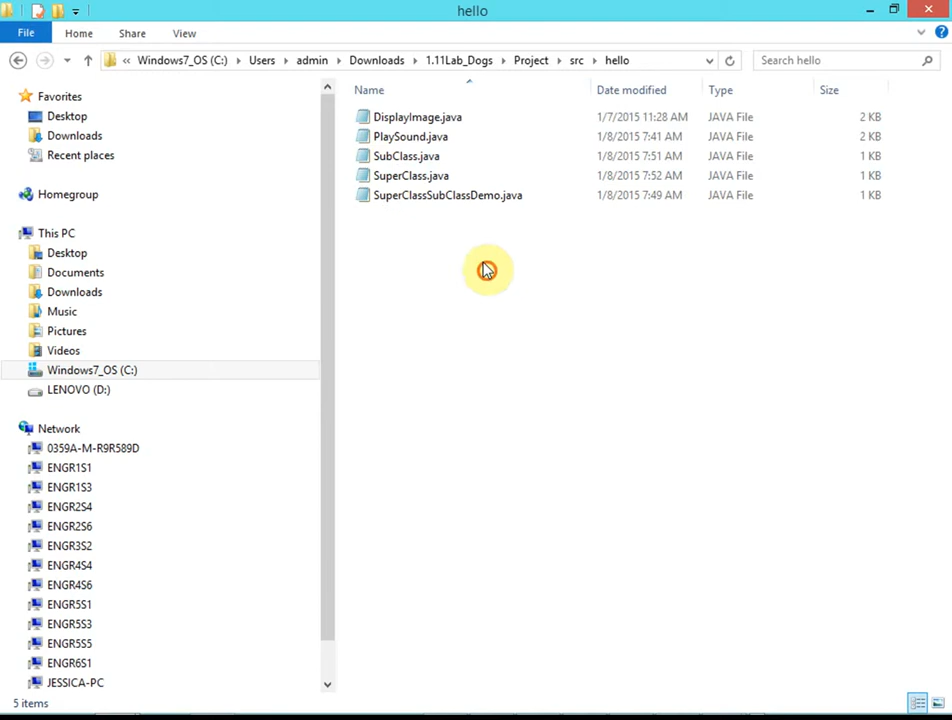 hello
File Home Share View
« Windows7_OS (C:) Users admin Downloads 1.11Lab_Dogs Project src hello Search hello
Name Date modified Type Size
Favorites
Desktop
Downloads
Recent places
Homegroup
This PC
Desktop
Documents
Downloads
Music
Pictures
Videos
Windows7_OS (C:)
LENOVO (D:)
Network
0359A-M-R9R589D
ENGR1S1
ENGR1S3
ENGR2S4
ENGR2S6
ENGR3S2
ENGR4S4
ENGR4S6
ENGR5S1
ENGR5S3
ENGR5S5
ENGR6S1
JESSICA-PC
DisplayImage.java 1/7/2015 11:28 AM JAVA File 2 KB
PlaySound.java 1/8/2015 7:41 AM JAVA File 1 KB
SubClass.java 1/8/2015 7:51 AM JAVA File 1 KB
SuperClass.java 1/8/2015 7:52 AM JAVA File 1 KB
SuperClassSubClassDemo.java 1/8/2015 7:49 AM JAVA File 1 KB
5 items